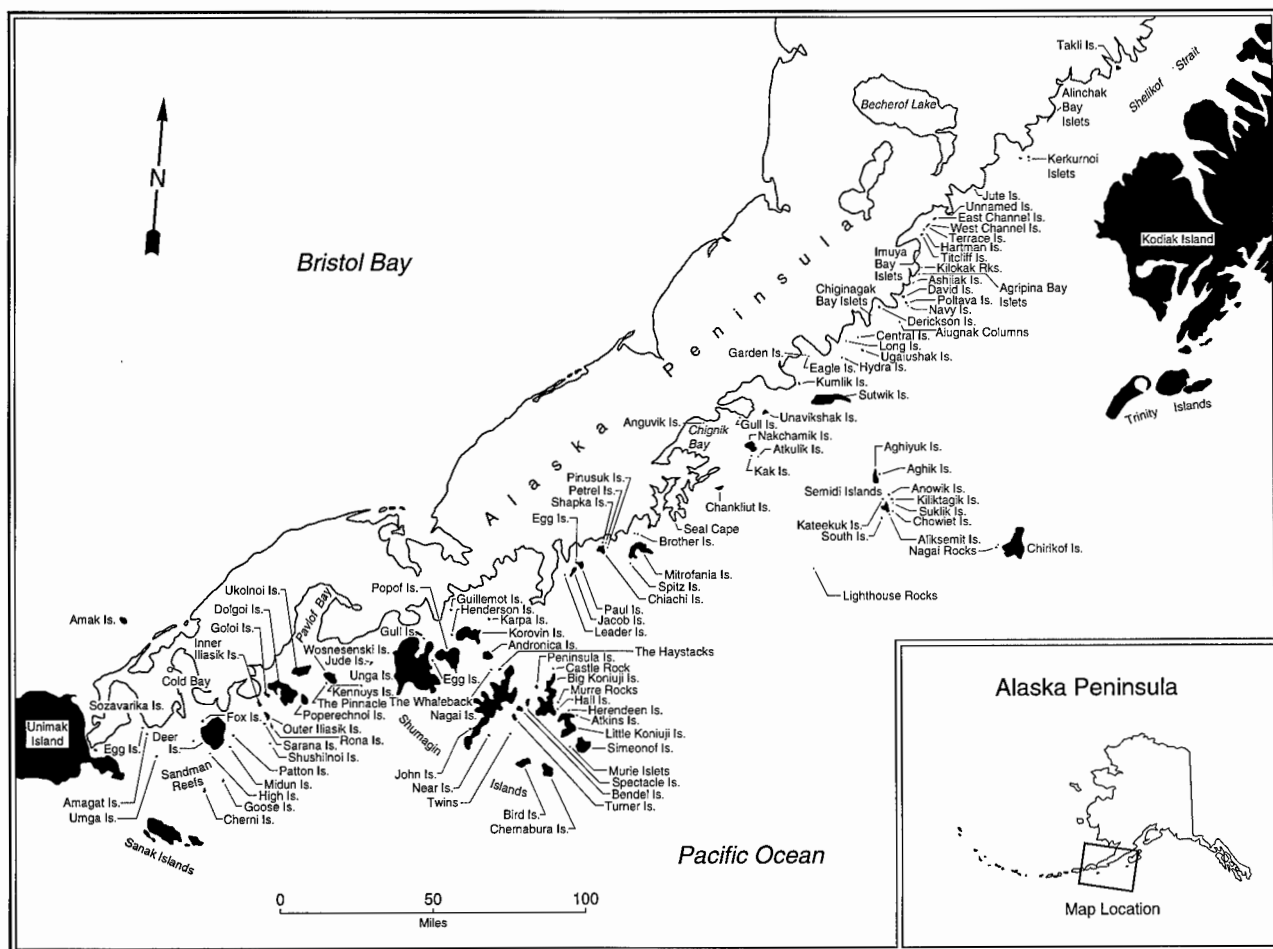 Takli Is.
Shelikof Strait
Alinchak
Bay
Islets
Becherof Lake
Kerkurnoi
Islets
N
Jute Is.
Unnamed Is.
East Channel Is.
West Channel Is.
Terrace Is.
Hartman Is.
Titcliff Is.
Kodiak Island
Bristol Bay
Imuya
Bay
Islets
Kilokak Rks.
Ashiiak Is.
Agripina Bay
Islets
David Is.
Poltava Is.
Navy Is.
Chiginagak
Bay Islets
Derickson Is.
Aiugnak Columns
Central Is.
Long Is.
Ugaiushak Is.
Hydra Is.
Garden Is.
Eagle Is.
Kumlik Is.
Sutwik Is.
Trinity Islands
Alaska Peninsula
Unavikshak Is.
Anguvik Is.
Gull Is.
Chignik
Bay
Nakchamik Is.
Atkulik Is.
Kak Is.
Aghiyuk Is.
Aghik Is.
Semidi Islands
Anowik Is.
Kiliktagik Is.
Suklik Is.
Chowiet Is.
Kateekuk Is.
South Is.
Aliksemit Is.
Nagai Rocks
Chirikof Is.
Pinusuk Is.
Petrel Is.
Shapka Is.
Egg Is.
Chankliut Is.
Seal Cape
Brother Is.
Mitrofania Is.
Spitz Is.
Chiachi Is.
Lighthouse Rocks
Paul Is.
Jacob Is.
Leader Is.
Ukolnoi Is.
Dolgoi Is.
Goloi Is.
Inner
Iliasik Is.
Pavlof Bay
Popof Is.
Guillemot Is.
Henderson Is.
Karpa Is.
Korovin Is.
Andronica Is.
The Haystacks
Amak Is.
Gull Is.
Wosnesenski Is.
Jude Is.
Unga Is.
Egg Is.
Kennuys Is.
The Whaleback
The Pinnacle
Nagai Is.
Poperechnoi Is.
Peninsula Is.
Castle Rock
Big Koniuji Is.
Murre Rocks
Hall Is.
Herendeen Is.
Atkins Is.
Little Koniuji Is.
Simeonof Is.
Cold Bay
Sozavarika Is.
Unimak
Island
Egg Is.
Deer
Is.
Fox Is.
Outer Iliasik Is.
Rona Is.
Sarana Is.
Shushilnoi Is.
Patton Is.
Midun Is.
High Is.
Goose Is.
Cherni Is.
Sandman
Reefs
Amagat Is.
Umga Is.
Sanak Islands
Shumagin
Islands
John Is.
Near Is.
Twins
Murie Islets
Spectacle Is.
Bendel Is.
Turner Is.
Bird Is.
Chernabura Is.
Pacific Ocean
0 50 100
Miles
Alaska Peninsula
Map Location